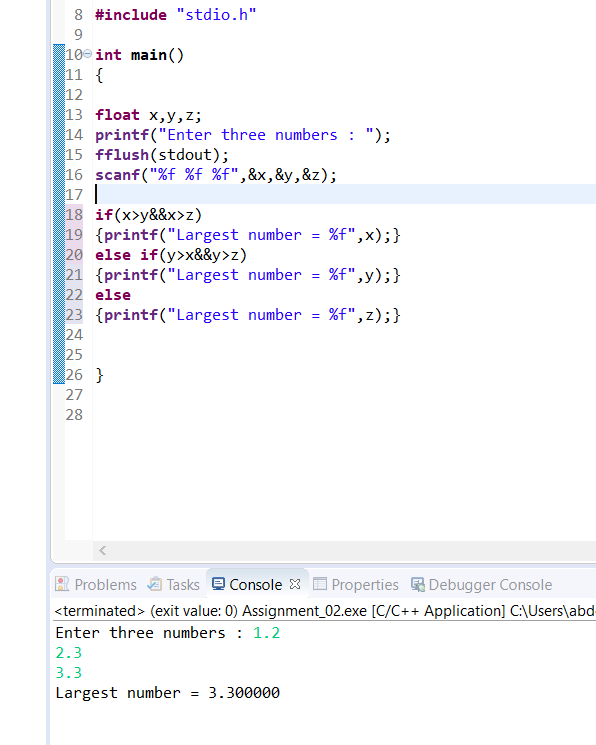 8 #include "stdio.h"
9
10 int main()
11 {
12
13 float x,y,z;
14 printf("Enter three numbers : ");
15 fflush(stdout);
16 scanf("%f %f %f",&x,&y,&z);
17
18 if(x>y&&x>z)
19 {printf("Largest number = %f",x);}
20 else if(y>x&&y>z)
21 {printf("Largest number = %f",y);}
22 else
23 {printf("Largest number = %f",z);}
24
25
26 }
27
28
Problems Tasks Console Properties Debugger Console
<terminated> (exit value: 0) Assignment_02.exe [C/C++ Application] C:\Users\abd
Enter three numbers : 1.2
2.3
3.3
Largest number = 3.300000